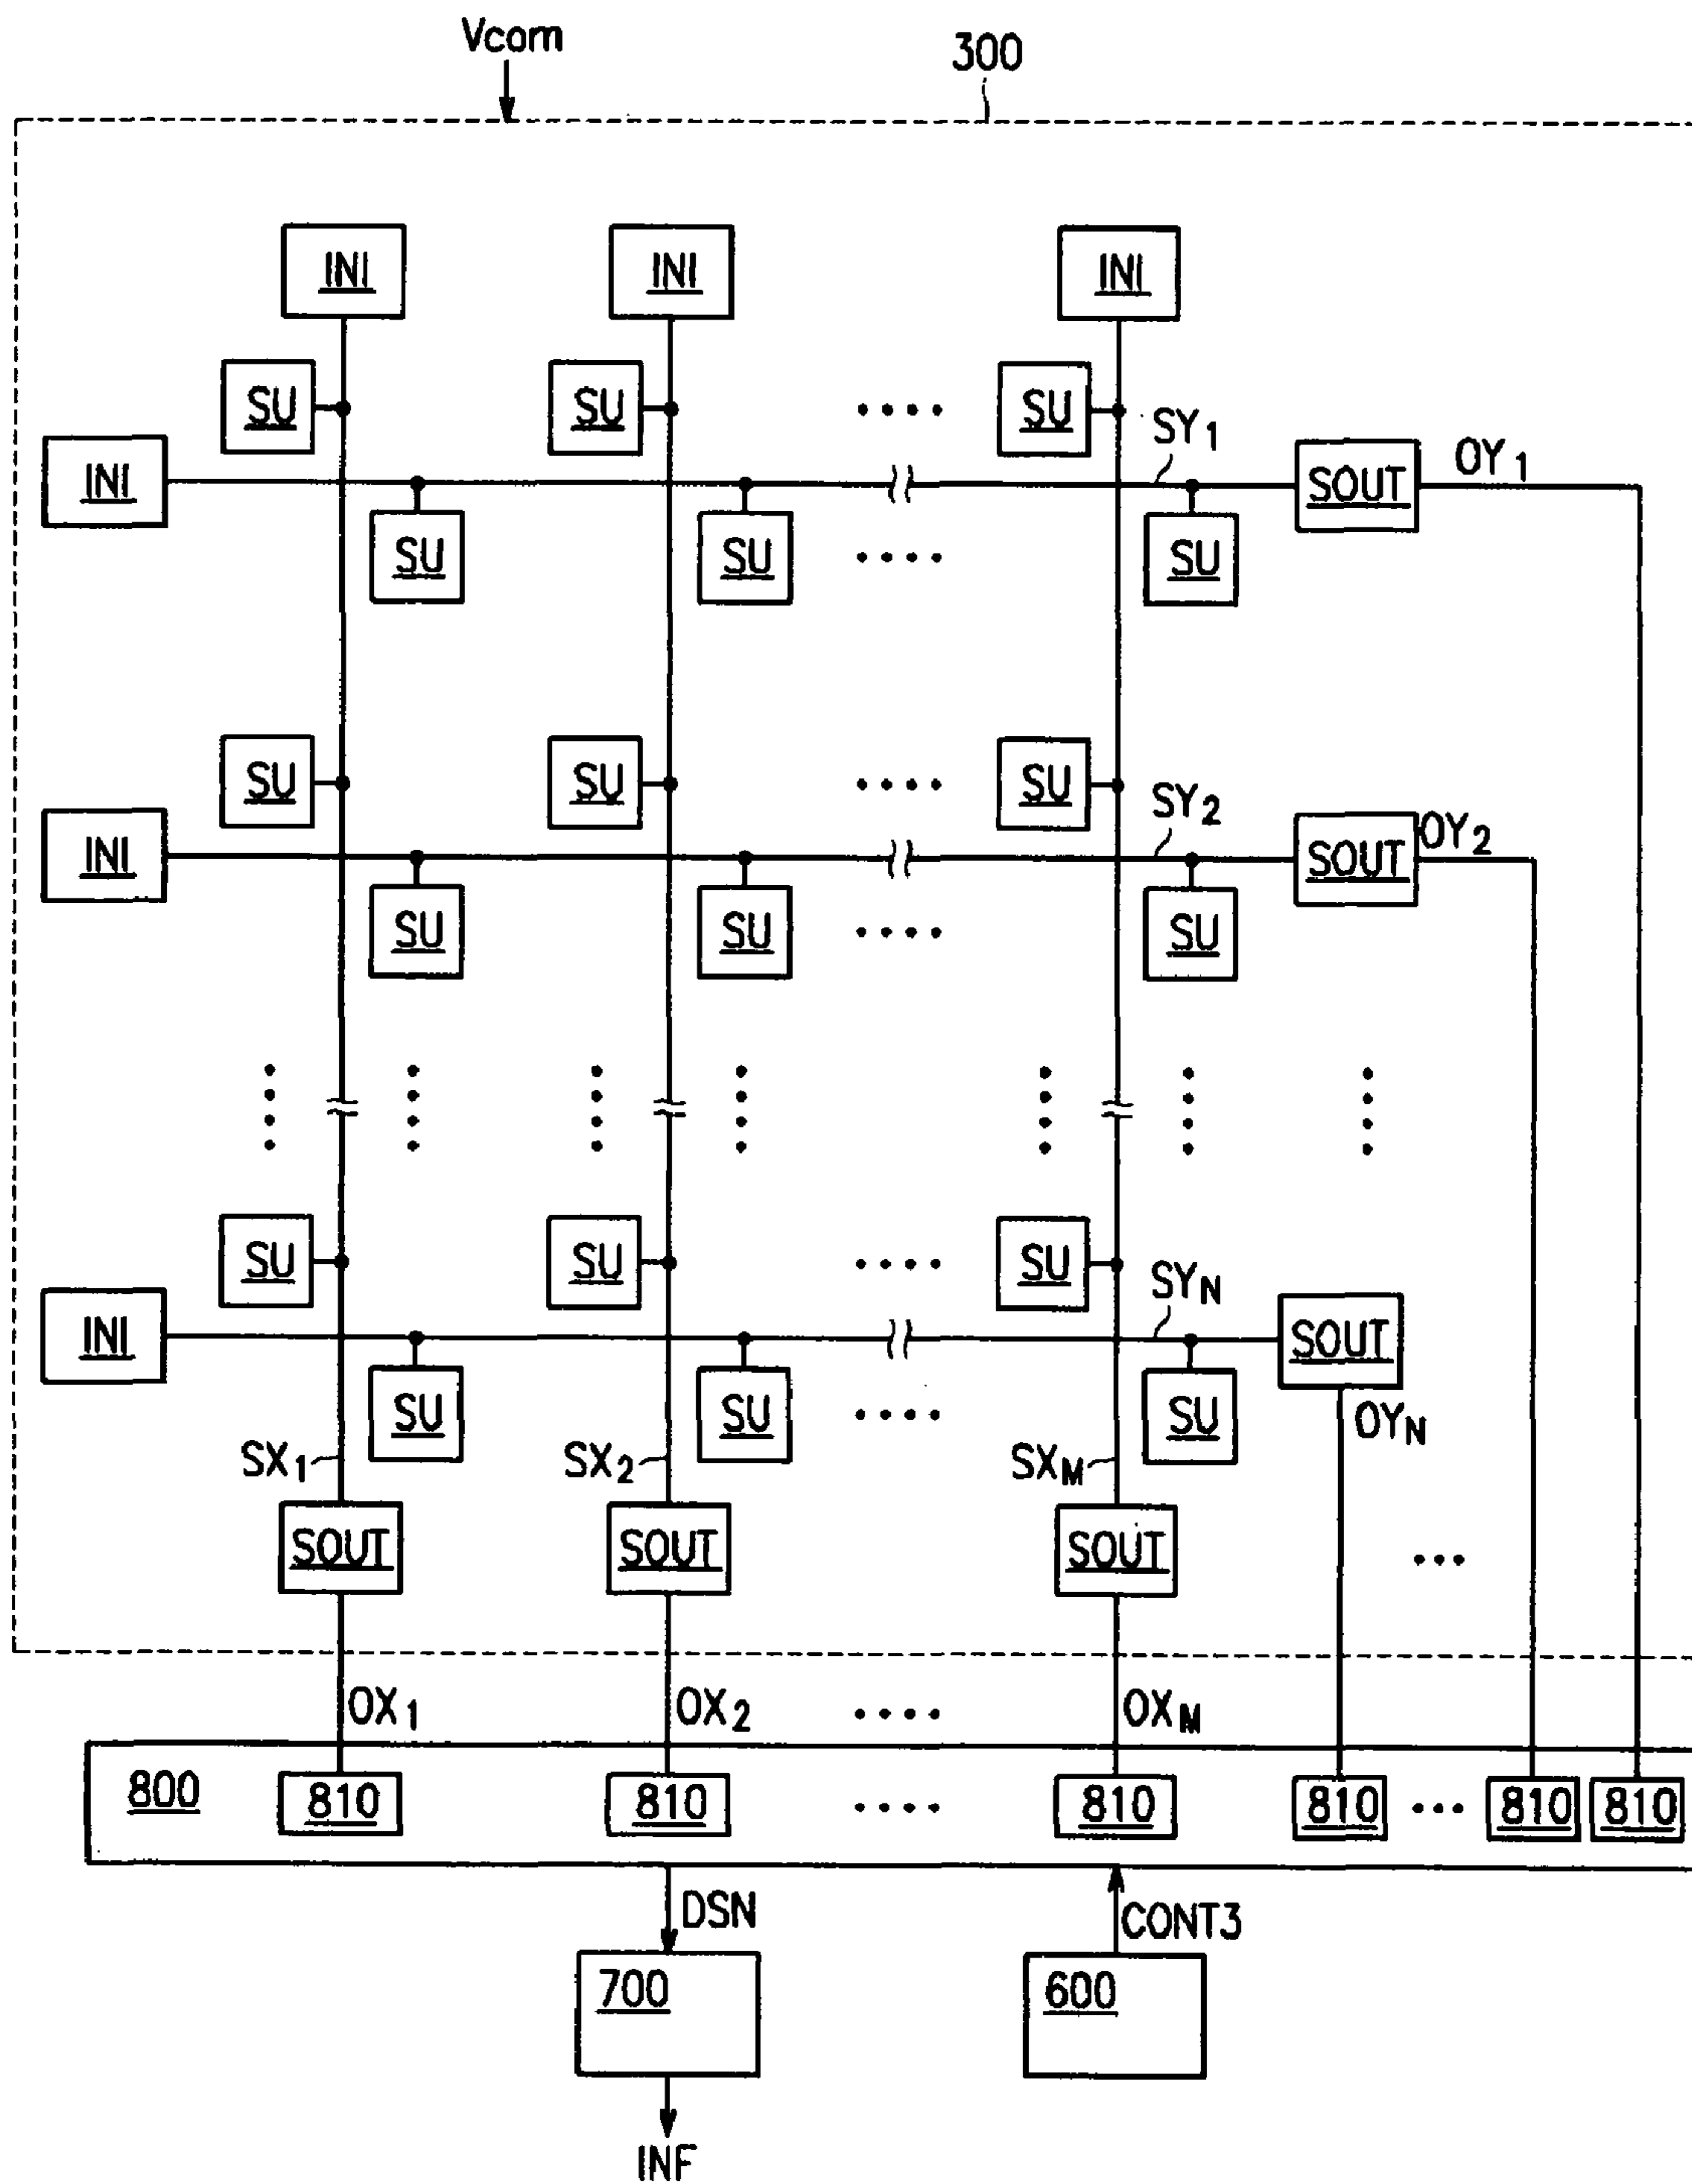 Vcom
300
INI INI INI
SU SU SU
SY1
INI SOUT OY1
SU SU SU
SU SU SU
SY2
INI SOUT OY2
SU SU SU
SU SU SU
SYN
INI SOUT
SU SU SU
OYN
SX1 SX2 SXM
SOUT SOUT SOUT
OX1 OX2 OXM
800 810 810 810 810 810 810
DSN CONT3
700 600
INF